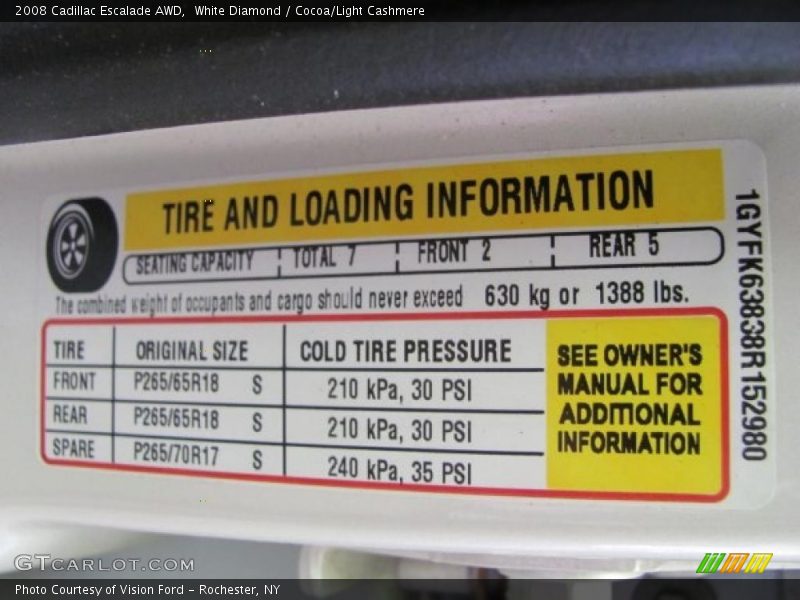 2008 Cadillac Escalade AWD,  White Diamond / Cocoa/Light Cashmere
TIRE AND LOADING INFORMATION
SEATING CAPACITY TOTAL 7 FRONT 2 REAR 5
The combined weight of occupants and cargo should never exceed 630 kg or 1388 lbs.
TIRE ORIGINAL SIZE COLD TIRE PRESSURE
FRONT P265/65R18 S 210 kPa, 30 PSI
REAR P265/65R18 S 210 kPa, 30 PSI
SPARE P265/70R17 S 240 kPa, 35 PSI
SEE OWNER'S
MANUAL FOR
ADDITIONAL
INFORMATION
1GYFK63838R152980
GTCARLOT.COM
Photo Courtesy of Vision Ford - Rochester, NY